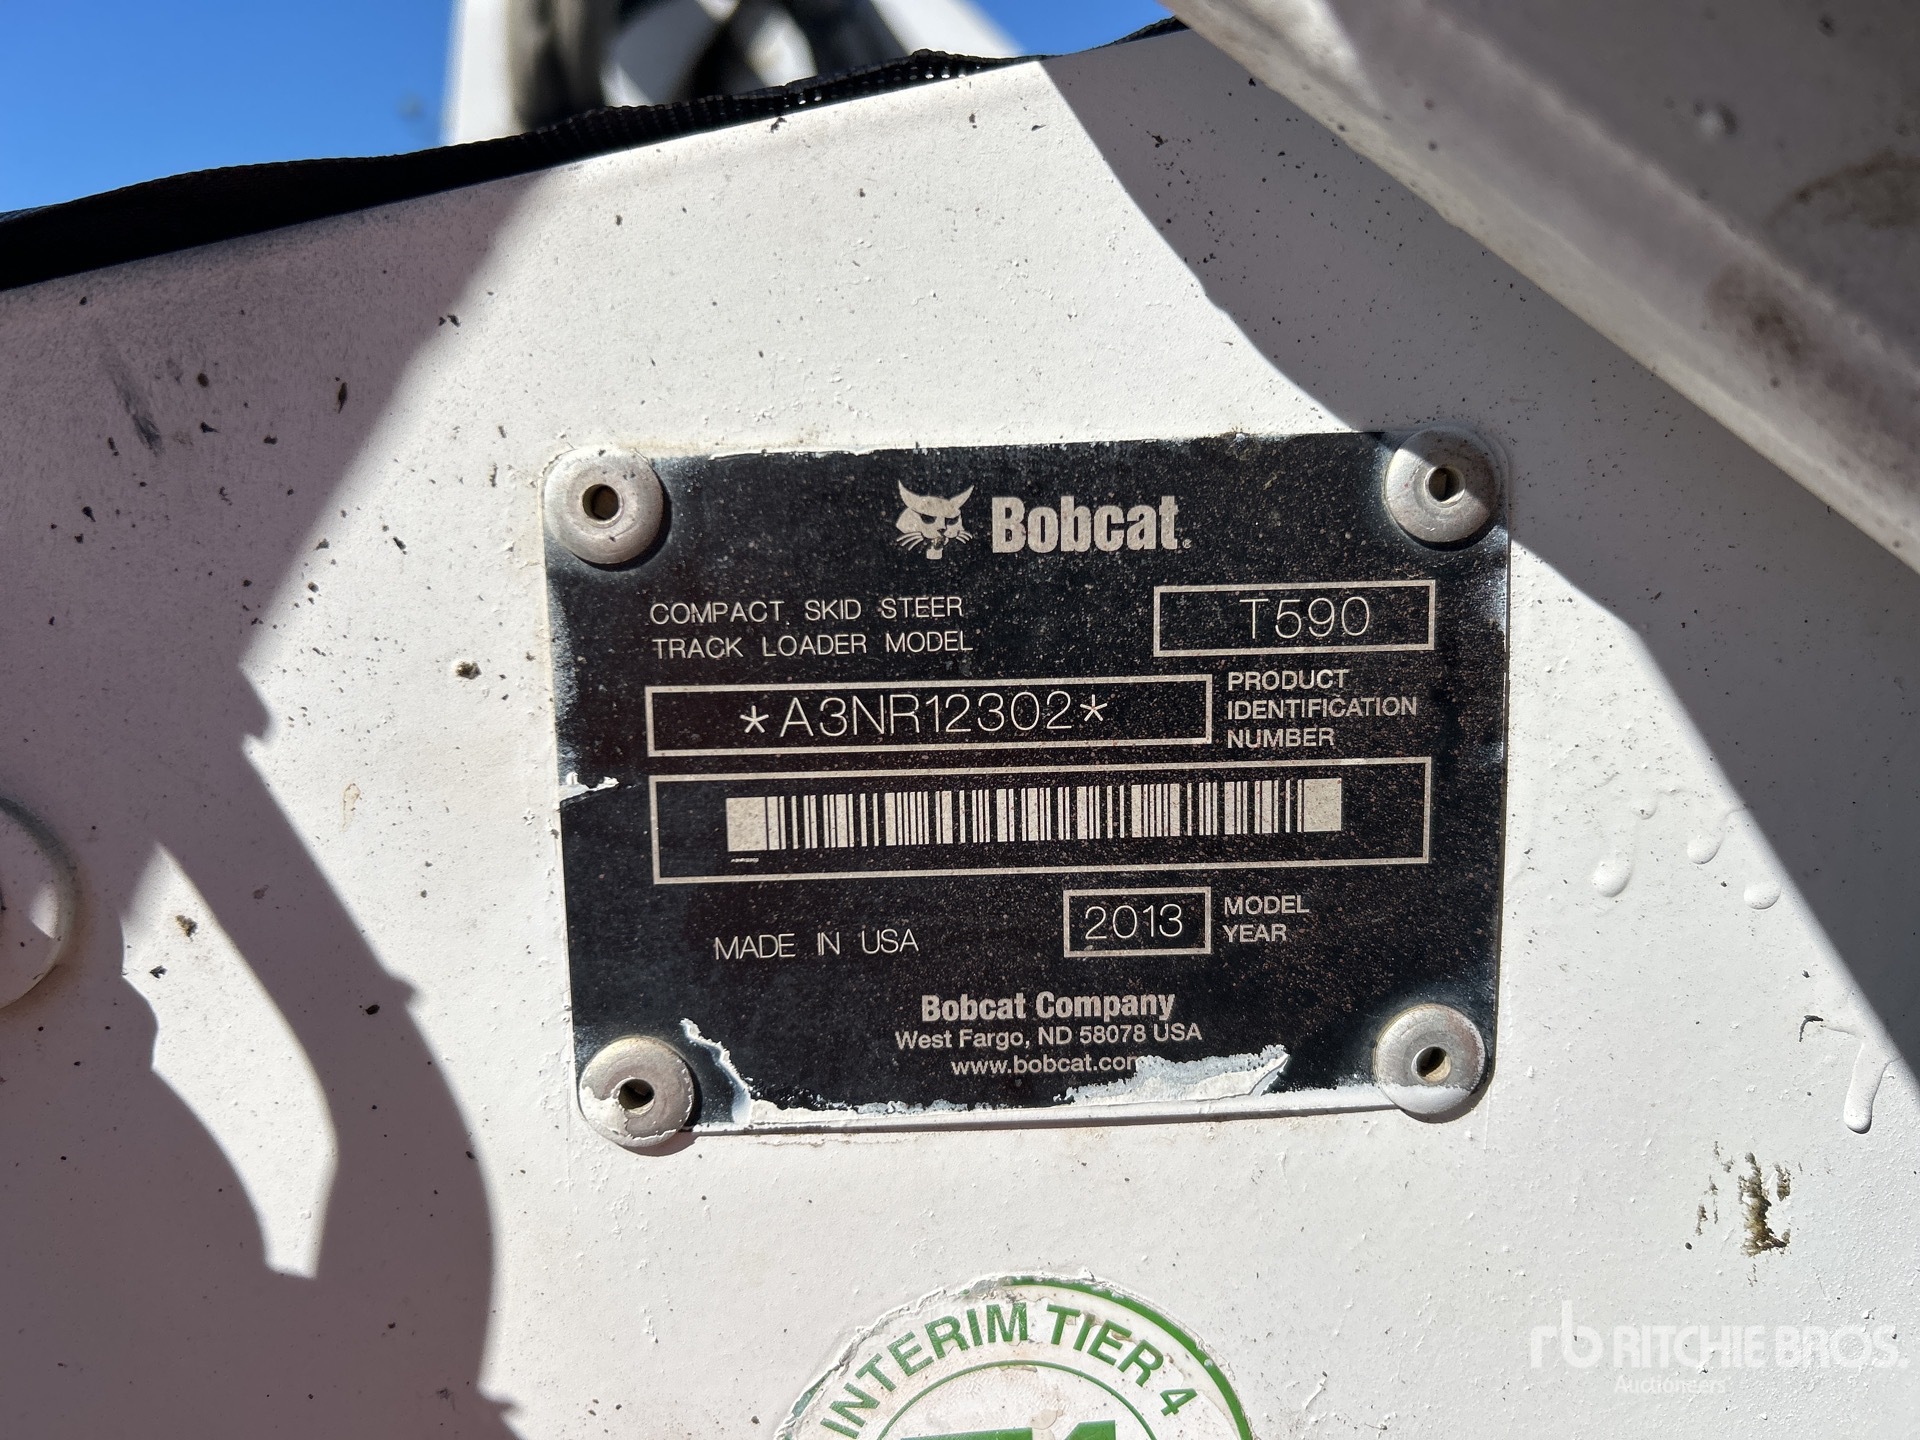 Bobcat
COMPACT SKID STEER
TRACK LOADER MODEL
T590
*A3NR12302*
PRODUCT
IDENTIFICATION
NUMBER
MADE IN USA
2013
MODEL
YEAR
Bobcat Company
West Fargo, ND 58078 USA
www.bobcat.com
INTERIM TIER 4
rb RITCHIE BROS.
Auctioneers